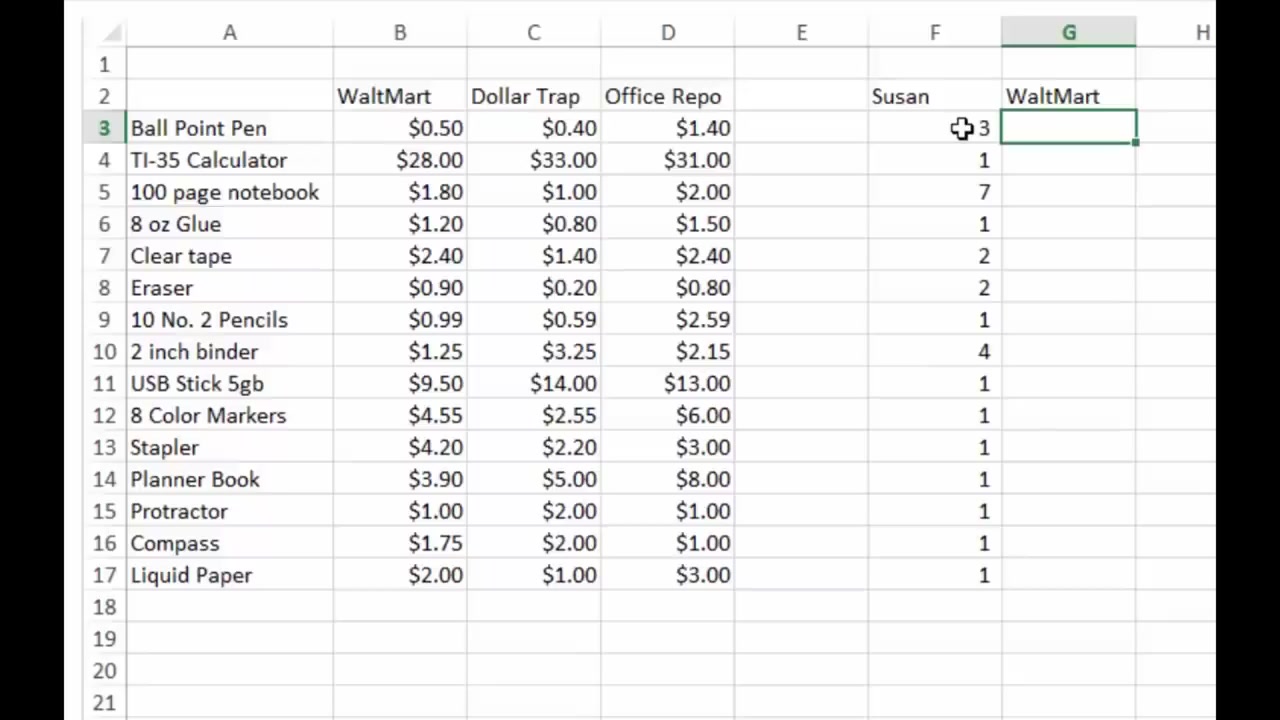 A B C D E F G H
1
2 WaltMart Dollar Trap Office Repo Susan WaltMart
3 Ball Point Pen $0.50 $0.40 $1.40 3
4 TI-35 Calculator $28.00 $33.00 $31.00 1
5 100 page notebook $1.80 $1.00 $2.00 7
6 8 oz Glue $1.20 $0.80 $1.50 1
7 Clear tape $2.40 $1.40 $2.40 2
8 Eraser $0.90 $0.20 $0.80 2
9 10 No. 2 Pencils $0.99 $0.59 $2.59 1
10 2 inch binder $1.25 $3.25 $2.15 4
11 USB Stick 5gb $9.50 $14.00 $13.00 1
12 8 Color Markers $4.55 $2.55 $6.00 1
13 Stapler $4.20 $2.20 $3.00 1
14 Planner Book $3.90 $5.00 $8.00 1
15 Protractor $1.00 $2.00 $1.00 1
16 Compass $1.75 $2.00 $1.00 1
17 Liquid Paper $2.00 $1.00 $3.00 1
18
19
20
21